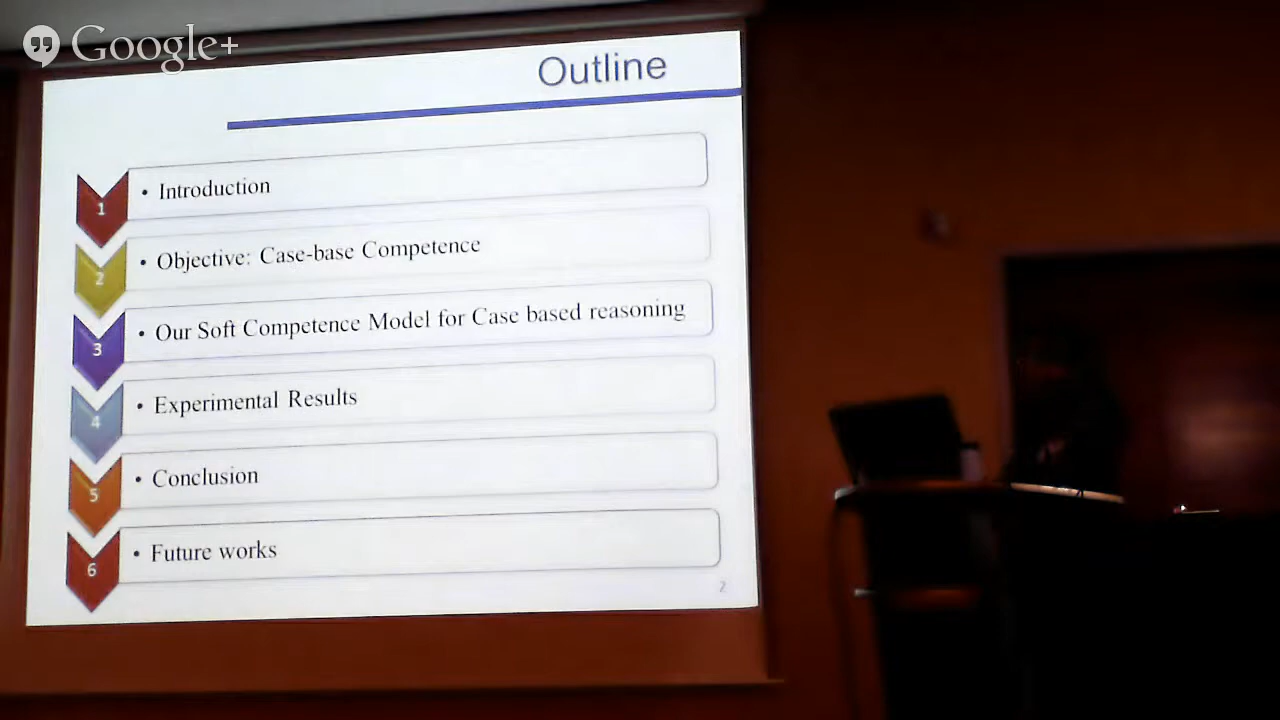 Google+
Outline
1
• Introduction
2
• Objective: Case-base Competence
3
• Our Soft Competence Model for Case based reasoning
4
• Experimental Results
5
• Conclusion
6
• Future works
2